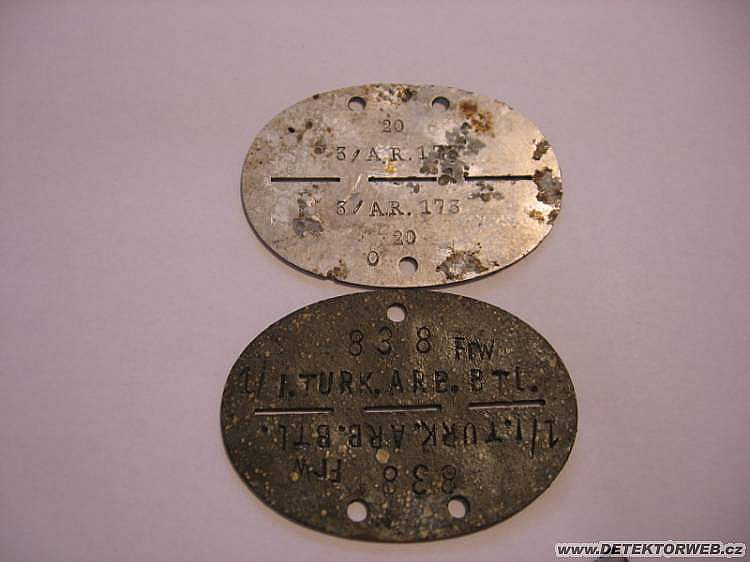 20
3/A.R.173
3/A.R.173
20
O
838 Frw
1/I.TURK.ARB.BTL.
1/I.TURK.ARB.BTL.
838 Frw
www.DETEKTORWEB.cz